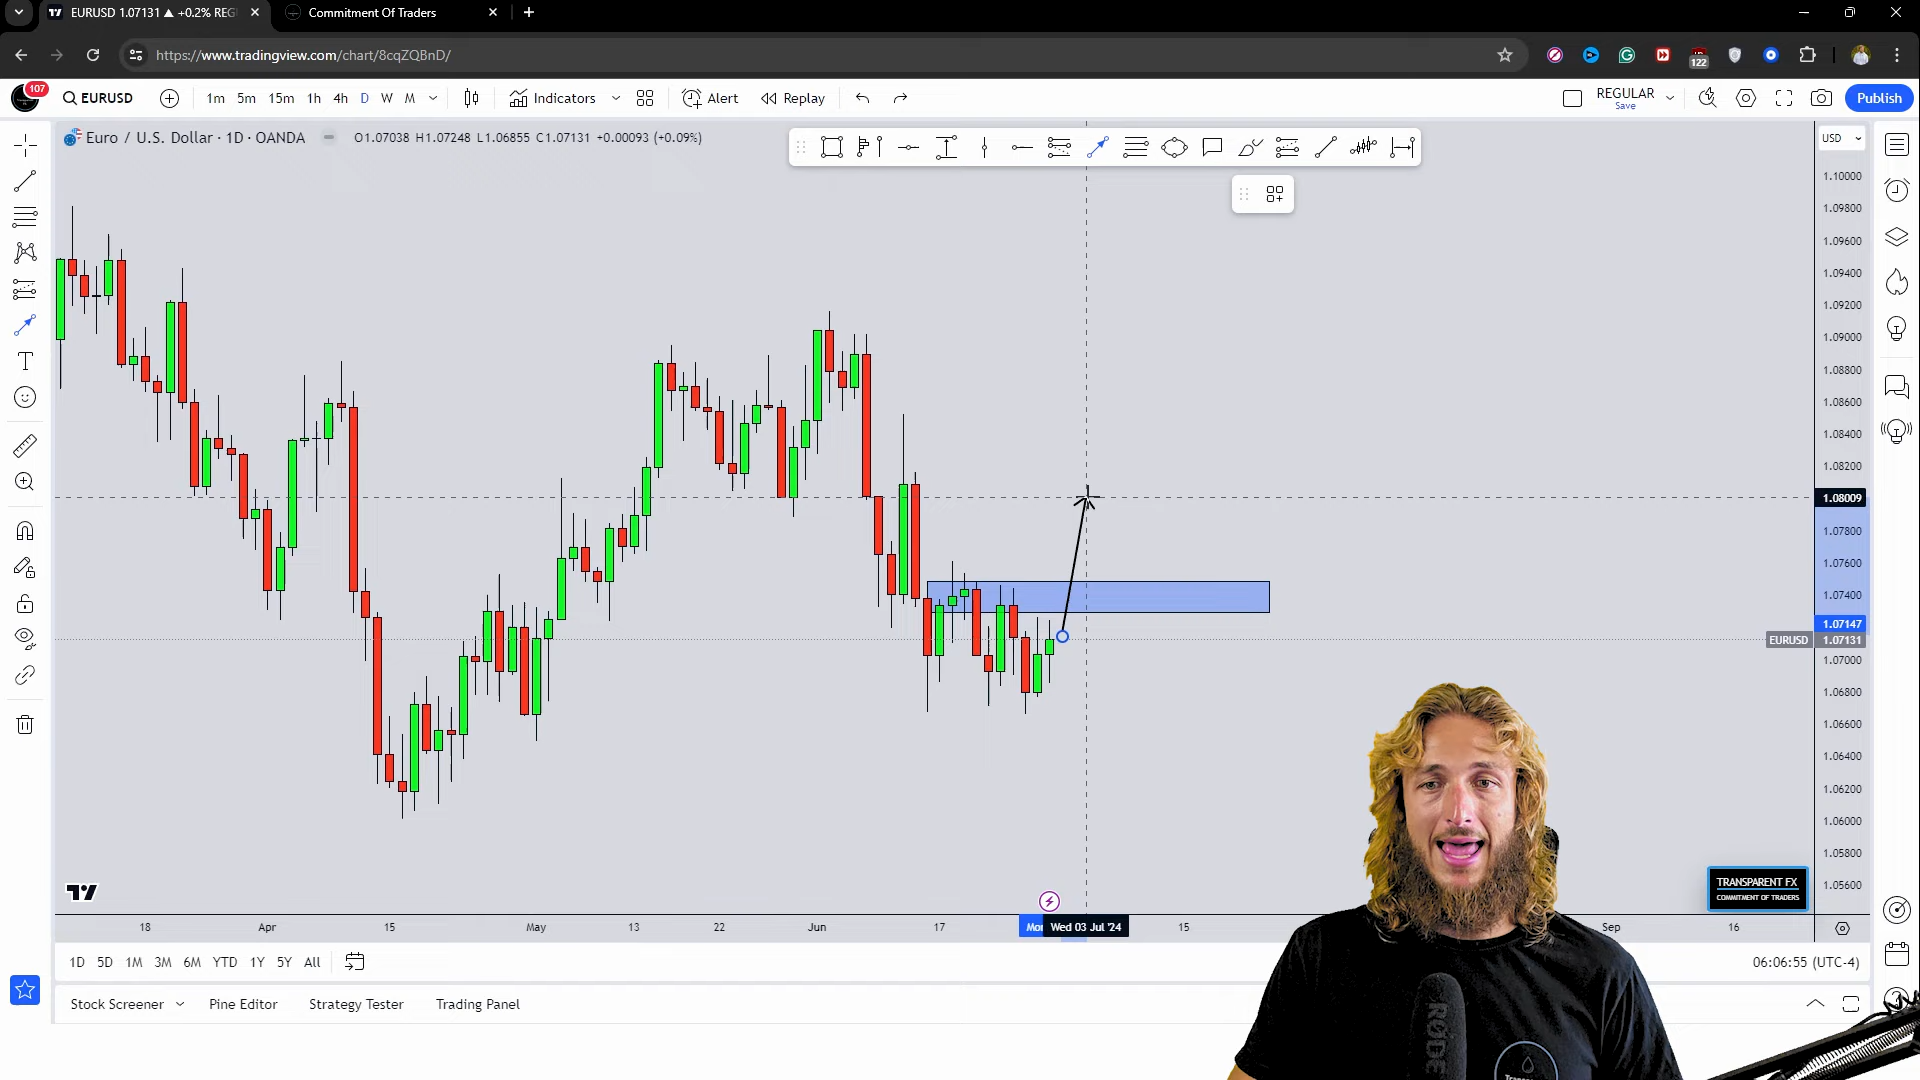 EURUSD 1.07131 ▲ +0.2% REG
Commitment Of Traders
https://www.tradingview.com/chart/8cqZQBnD/
122
107
EURUSD
1m 5m 15m 1h 4h D W M
Indicators
Alert
Replay
REGULAR
Save
Publish
Euro / U.S. Dollar · 1D · OANDA
O1.07038 H1.07248 L1.06855 C1.07131 +0.00093 (+0.09%)
USD
1.10000
1.09800
1.09600
1.09400
1.09200
1.09000
1.08800
1.08600
1.08400
1.08200
1.08009
1.07800
1.07600
1.07400
1.07147
EURUSD 1.07131
1.07000
1.06800
1.06600
1.06400
1.06200
1.06000
1.05800
1.05600
TRANSPARENT FX
COMMITMENT OF TRADERS
18 Apr 15 May 13 22 Jun 17 Mon Wed 03 Jul '24 15 Sep 16
1D 5D 1M 3M 6M YTD 1Y 5Y All
06:06:55 (UTC-4)
Stock Screener
Pine Editor
Strategy Tester
Trading Panel
RØDE